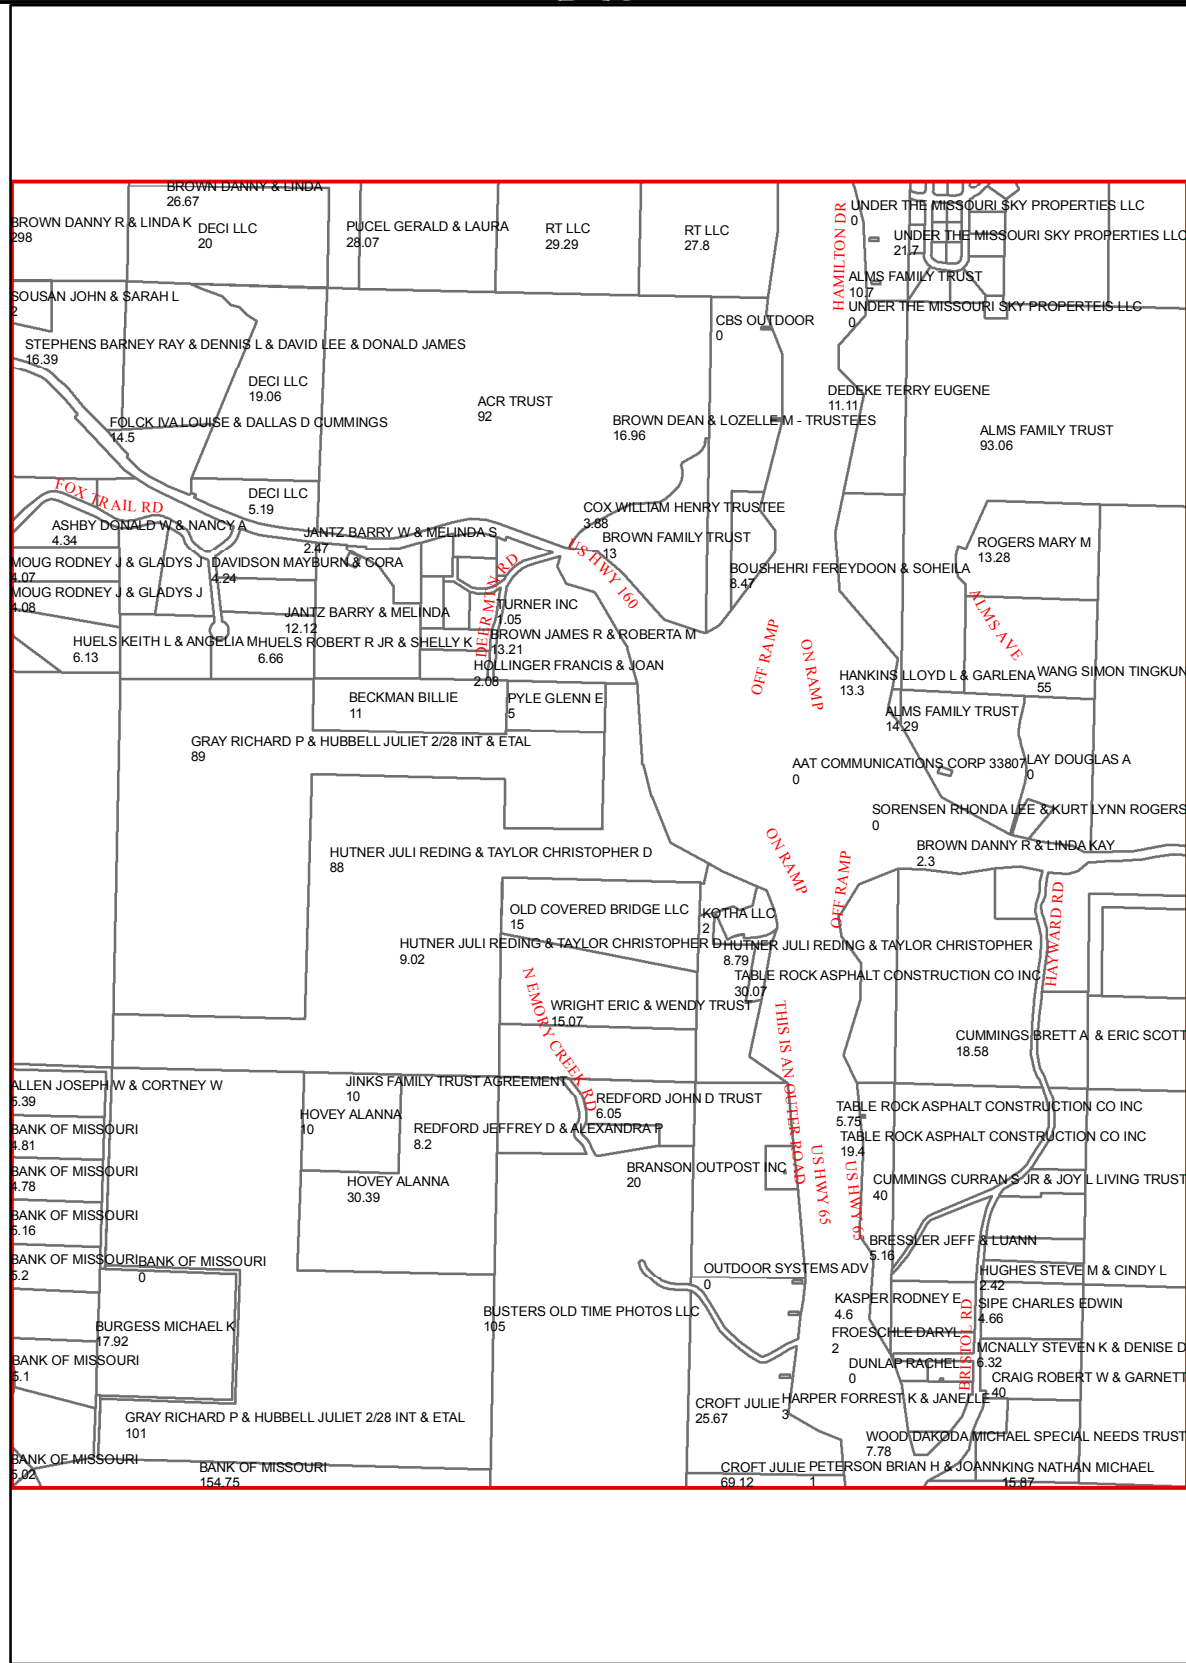 BROWN DANNY & LINDA
26.67
BROWN DANNY R & LINDA K
298
DECI LLC
20
PUCEL GERALD & LAURA
28.07
RT LLC
29.29
RT LLC
27.8
HAMILTON DR
UNDER THE MISSOURI SKY PROPERTIES LLC
0
UNDER THE MISSOURI SKY PROPERTIES LLC
21.7
ALMS FAMILY TRUST
10.7
UNDER THE MISSOURI SKY PROPERTEIS LLC
0
SOUSAN JOHN & SARAH L
2
CBS OUTDOOR
0
STEPHENS BARNEY RAY & DENNIS L & DAVID LEE & DONALD JAMES
16.39
DECI LLC
19.06
ACR TRUST
92
DEDEKE TERRY EUGENE
11.11
FOLCK IVA LOUISE & DALLAS D CUMMINGS
14.5
BROWN DEAN & LOZELLE M - TRUSTEES
16.96
ALMS FAMILY TRUST
93.06
FOX TRAIL RD
DECI LLC
5.19
COX WILLIAM HENRY TRUSTEE
3.88
ASHBY DONALD W & NANCY A
4.34
JANTZ BARRY W & MELINDA S
2.47
US HWY 160
BROWN FAMILY TRUST
13
ROGERS MARY M
13.28
MOUG RODNEY J & GLADYS J
4.07
DAVIDSON MAYBURN & CORA
4.24
BOUSHEHRI FEREYDOON & SOHEILA
8.47
MOUG RODNEY J & GLADYS J
4.08
JANTZ BARRY & MELINDA
12.12
DEER MTN RD
TURNER INC
1.05
ALMS AVE
HUELS KEITH L & ANGELIA M
6.13
HUELS ROBERT R JR & SHELLY K
6.66
BROWN JAMES R & ROBERTA M
13.21
OFF RAMP
ON RAMP
HOLLINGER FRANCIS & JOAN
2.08
HANKINS LLOYD L & GARLENA
13.3
WANG SIMON TINGKUN
55
BECKMAN BILLIE
11
PYLE GLENN E
5
ALMS FAMILY TRUST
14.29
GRAY RICHARD P & HUBBELL JULIET 2/28 INT & ETAL
89
AAT COMMUNICATIONS CORP 33807
0
LAY DOUGLAS A
0
SORENSEN RHONDA LEE & KURT LYNN ROGERS
0
ON RAMP
OFF RAMP
BROWN DANNY R & LINDA KAY
2.3
HUTNER JULI REDING & TAYLOR CHRISTOPHER D
88
OLD COVERED BRIDGE LLC
15
KOTHA LLC
2
HAYWARD RD
HUTNER JULI REDING & TAYLOR CHRISTOPHER D
9.02
HUTNER JULI REDING & TAYLOR CHRISTOPHER
8.79
TABLE ROCK ASPHALT CONSTRUCTION CO INC
30.07
N EMORY CREEK RD
WRIGHT ERIC & WENDY TRUST
15.07
THIS IS AN OUTER ROAD
CUMMINGS BRETT A & ERIC SCOTT
18.58
ALLEN JOSEPH W & CORTNEY W
5.39
JINKS FAMILY TRUST AGREEMENT
10
REDFORD JOHN D TRUST
6.05
HOVEY ALANNA
10
TABLE ROCK ASPHALT CONSTRUCTION CO INC
5.75
BANK OF MISSOURI
4.81
REDFORD JEFFREY D & ALEXANDRA P
8.2
TABLE ROCK ASPHALT CONSTRUCTION CO INC
19.4
BANK OF MISSOURI
4.78
HOVEY ALANNA
30.39
BRANSON OUTPOST INC
20
US HWY 65
US HWY 65
CUMMINGS CURRAN S JR & JOY L LIVING TRUST
40
BANK OF MISSOURI
5.16
BRESSLER JEFF & LUANN
5.16
BANK OF MISSOURI
5.2
BANK OF MISSOURI
0
OUTDOOR SYSTEMS ADV
0
HUGHES STEVE M & CINDY L
2.42
BUSTERS OLD TIME PHOTOS LLC
105
KASPER RODNEY E
4.6
BRISTOL RD
SIPE CHARLES EDWIN
4.66
BURGESS MICHAEL K
17.92
FROESCHLE DARYL
2
MCNALLY STEVEN K & DENISE D
6.32
BANK OF MISSOURI
5.1
DUNLAP RACHEL
0
CRAIG ROBERT W & GARNETT
40
CROFT JULIE
25.67
HARPER FORREST K & JANELLE
3
GRAY RICHARD P & HUBBELL JULIET 2/28 INT & ETAL
101
WOOD DAKODA MICHAEL SPECIAL NEEDS TRUST
7.78
BANK OF MISSOURI
5.02
BANK OF MISSOURI
154.75
CROFT JULIE
69.12
PETERSON BRIAN H & JOANN
1
KING NATHAN MICHAEL
15.87